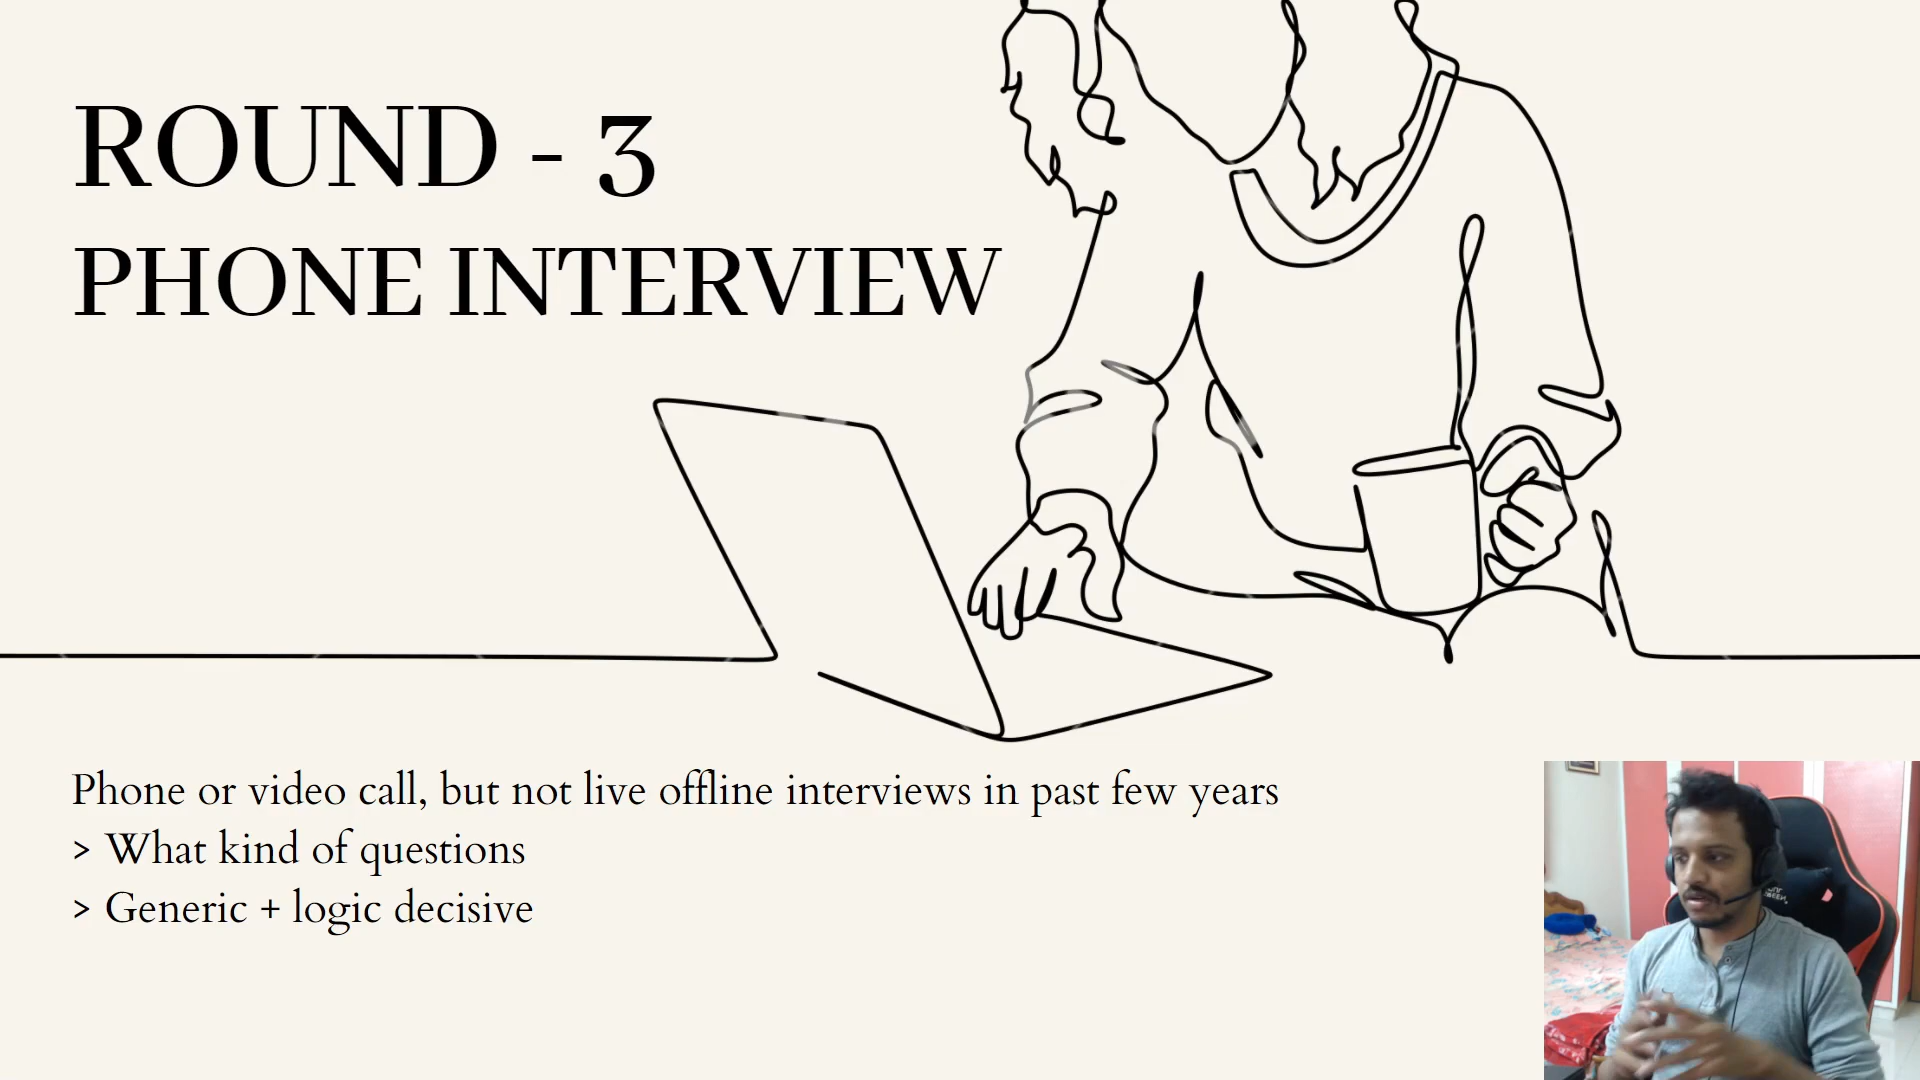 ROUND - 3
PHONE INTERVIEW
Phone or video call, but not live offline interviews in past few years
> What kind of questions
> Generic + logic decisive